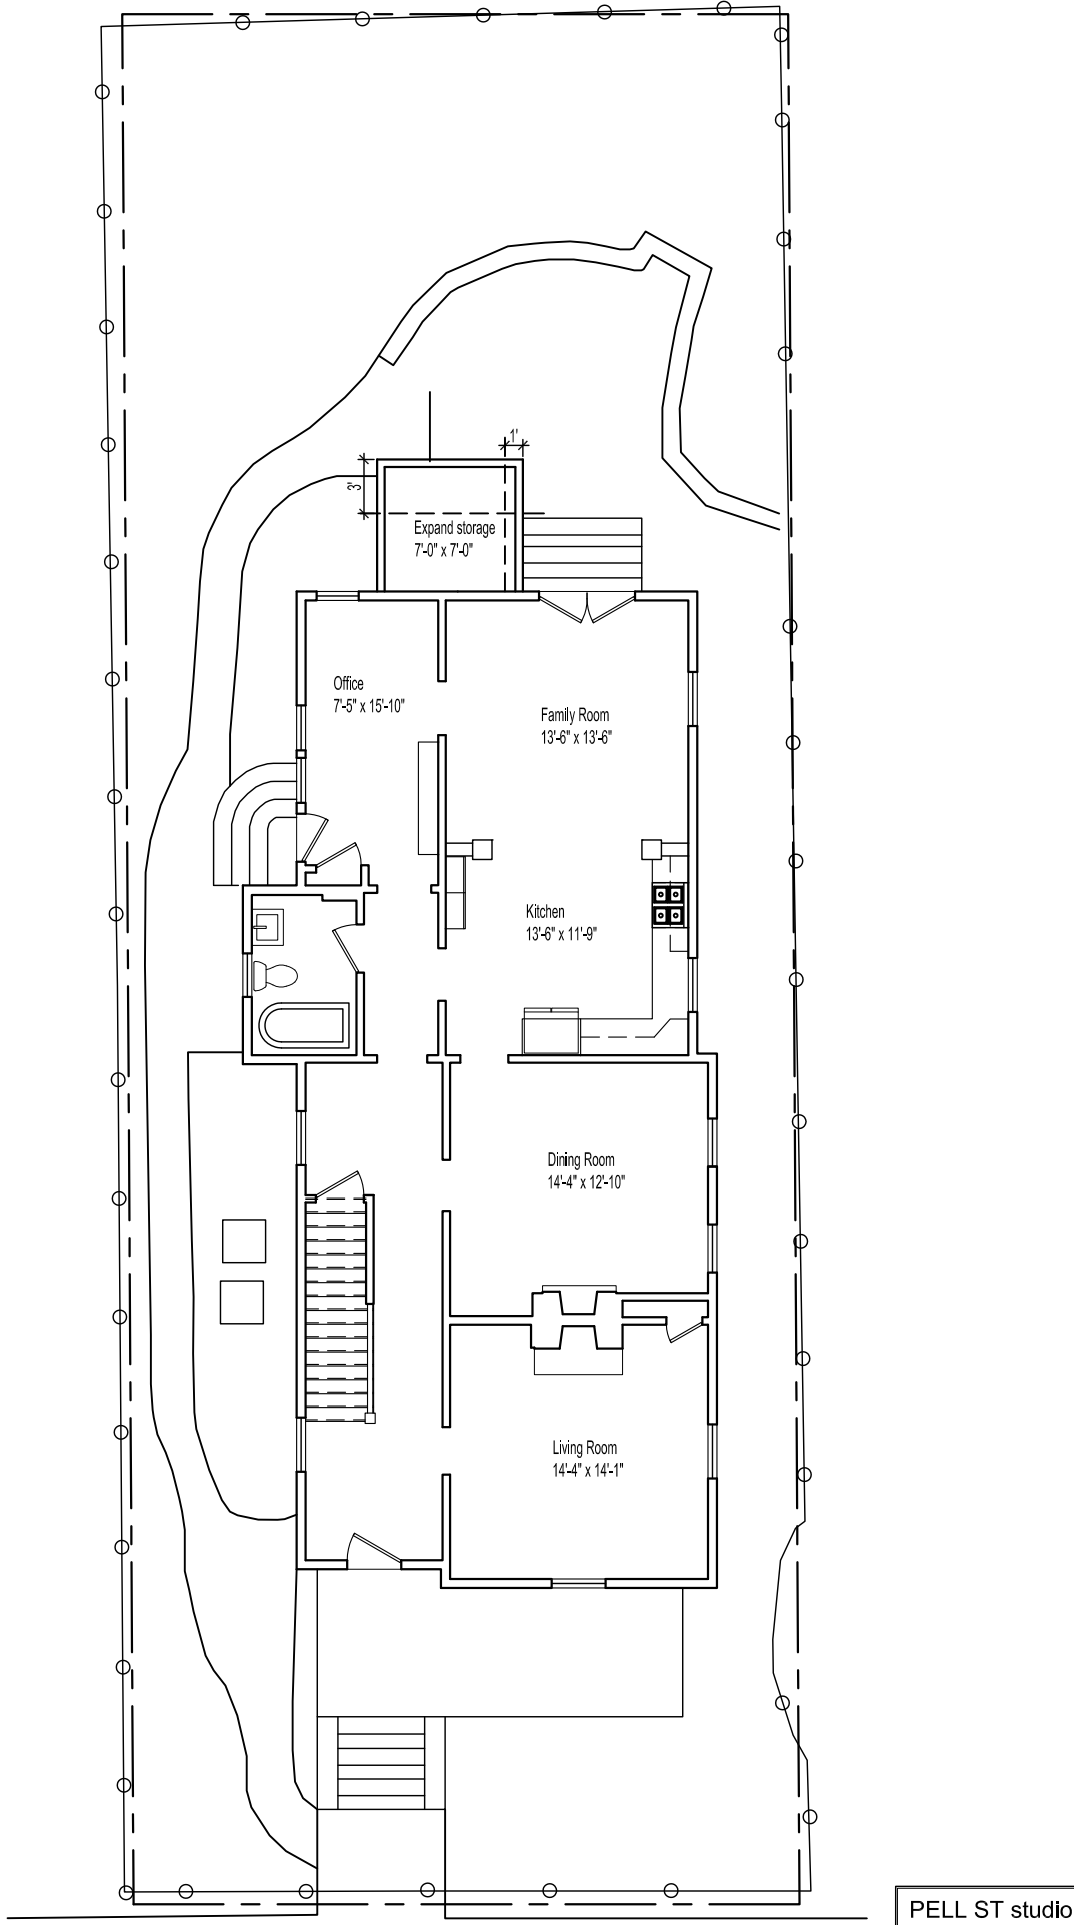 1'
3'
Expand storage
7'-0" x 7'-0"
Office
7'-5" x 15'-10"
Family Room
13'-6" x 13'-6"
Kitchen
13'-6" x 11'-9"
Dining Room
14'-4" x 12'-10"
Living Room
14'-4" x 14'-1"
PELL ST studio